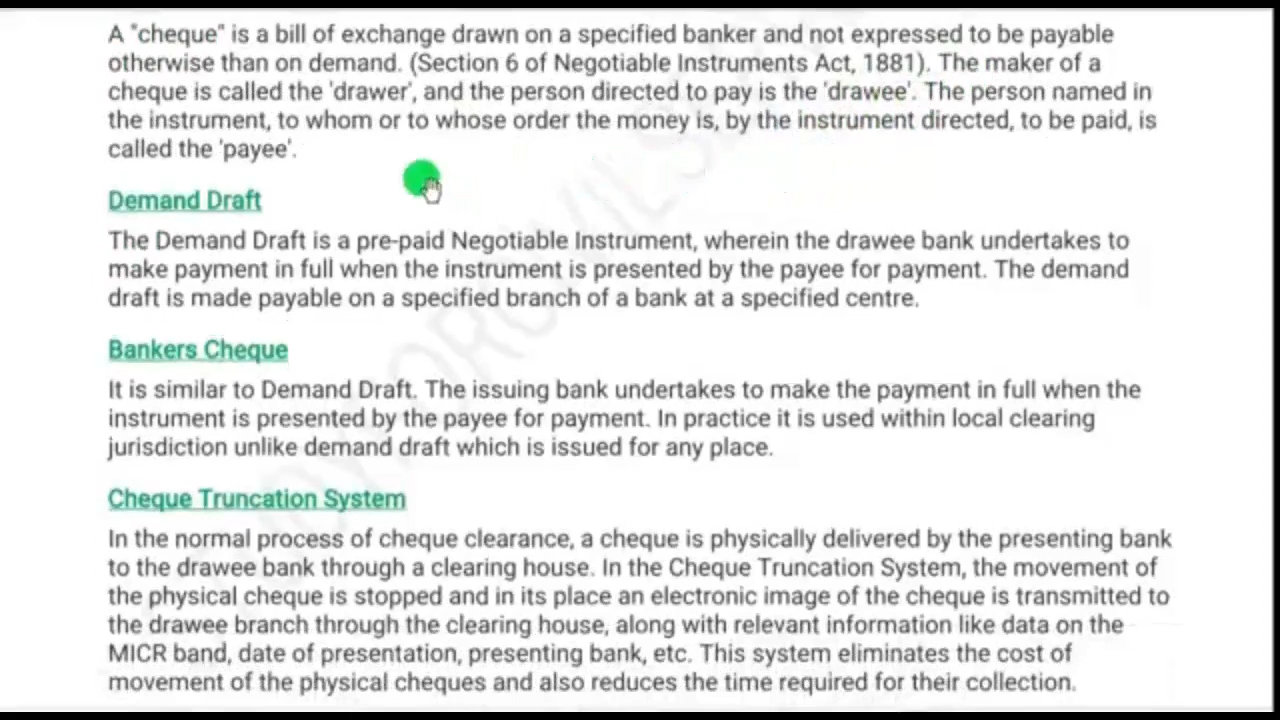 A "cheque" is a bill of exchange drawn on a specified banker and not expressed to be payable
otherwise than on demand. (Section 6 of Negotiable Instruments Act, 1881). The maker of a
cheque is called the 'drawer', and the person directed to pay is the 'drawee'. The person named in
the instrument, to whom or to whose order the money is, by the instrument directed, to be paid, is
called the 'payee'.
Demand Draft
The Demand Draft is a pre-paid Negotiable Instrument, wherein the drawee bank undertakes to
make payment in full when the instrument is presented by the payee for payment. The demand
draft is made payable on a specified branch of a bank at a specified centre.
Bankers Cheque
It is similar to Demand Draft. The issuing bank undertakes to make the payment in full when the
instrument is presented by the payee for payment. In practice it is used within local clearing
jurisdiction unlike demand draft which is issued for any place.
Cheque Truncation System
In the normal process of cheque clearance, a cheque is physically delivered by the presenting bank
to the drawee bank through a clearing house. In the Cheque Truncation System, the movement of
the physical cheque is stopped and in its place an electronic image of the cheque is transmitted to
the drawee branch through the clearing house, along with relevant information like data on the
MICR band, date of presentation, presenting bank, etc. This system eliminates the cost of
movement of the physical cheques and also reduces the time required for their collection.